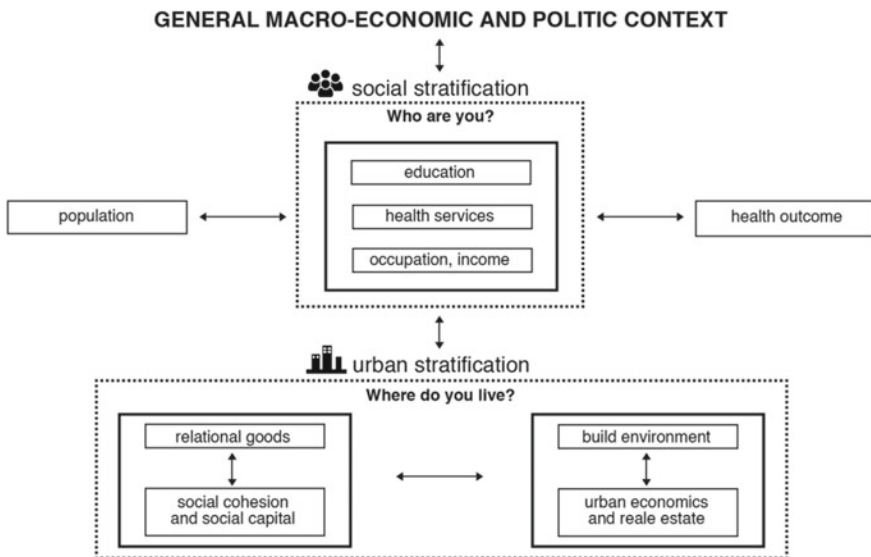 GENERAL MACRO-ECONOMIC AND POLITIC CONTEXT
social stratification
Who are you?
education
population
health services
health outcome
occupation, income
urban stratification
Where do you live?
relational goods
build environment
social cohesion
and social capital
urban economics
and reale estate